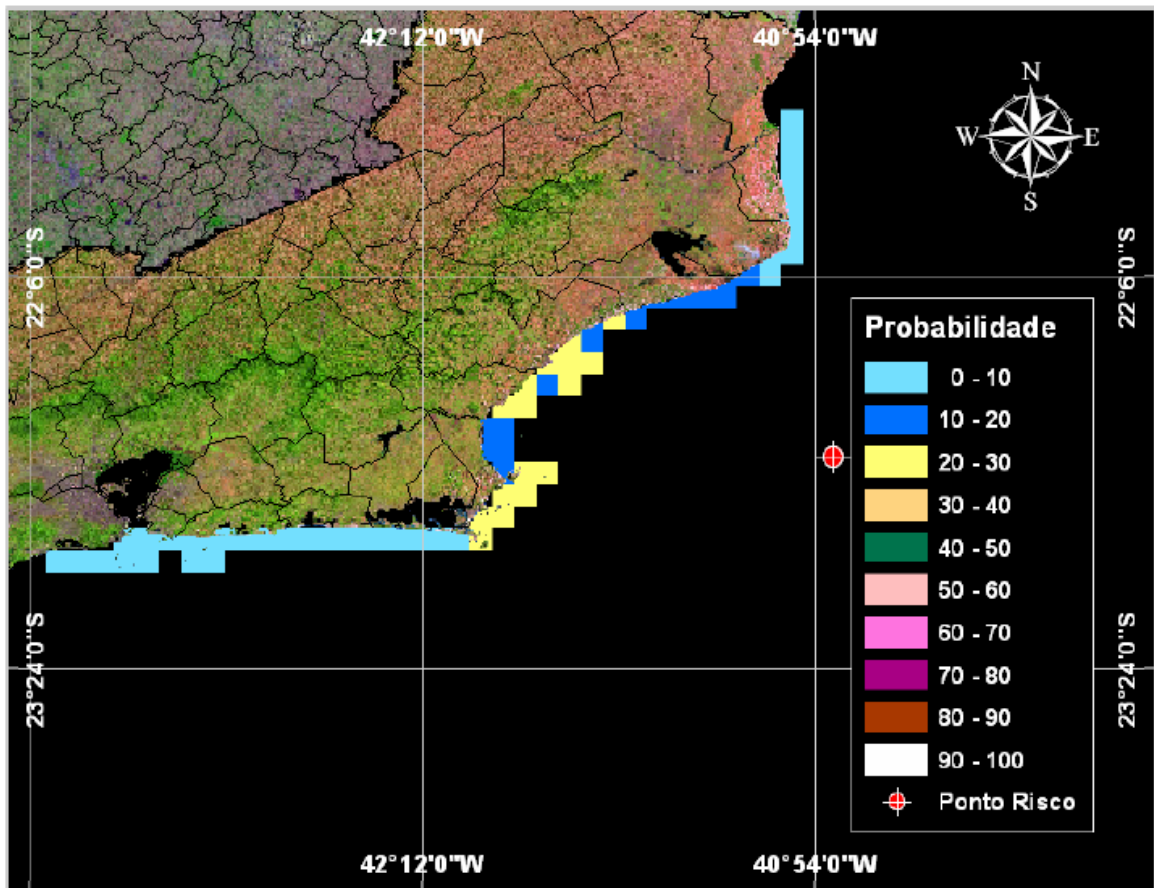 42°12'0"W
40°54'0"W
N
W
E
S
22°6'0"S
22°6'0"S
Probabilidade
0 - 10
10 - 20
20 - 30
30 - 40
40 - 50
50 - 60
60 - 70
70 - 80
80 - 90
90 - 100
Ponto Risco
23°24'0"S
23°24'0"S
42°12'0"W
40°54'0"W